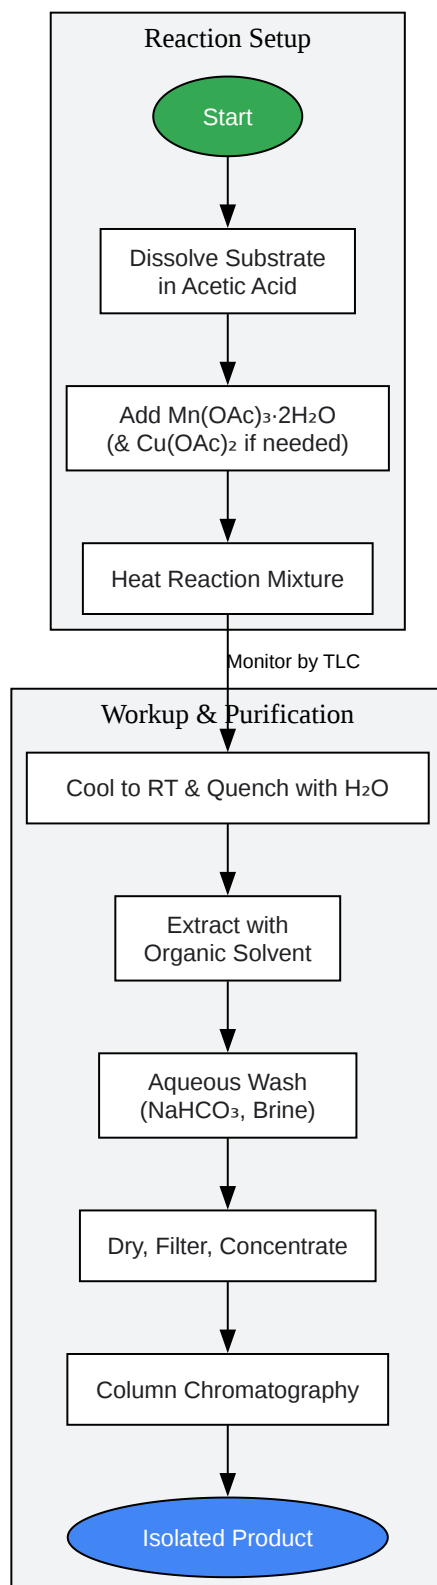 Reaction Setup
Start
Dissolve Substrate
in Acetic Acid
Add Mn(OAc)₃·2H₂O
(& Cu(OAc)₂ if needed)
Heat Reaction Mixture
Monitor by TLC
Workup & Purification
Cool to RT & Quench with H₂O
Extract with
Organic Solvent
Aqueous Wash
(NaHCO₃, Brine)
Dry, Filter, Concentrate
Column Chromatography
Isolated Product